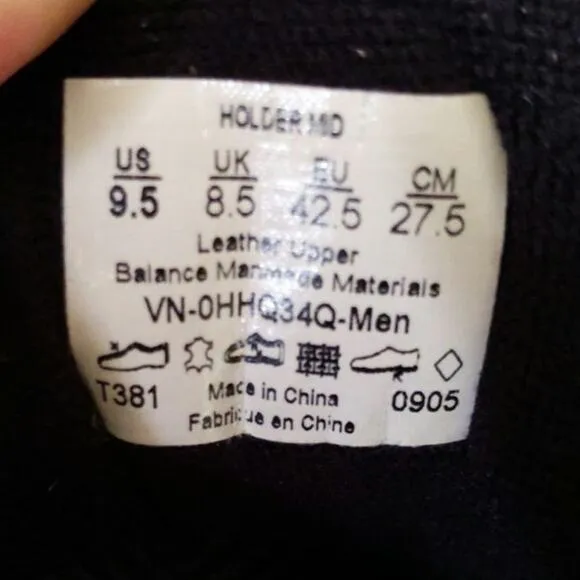 HOLDER MID
US UK EU CM
9.5 8.5 42.5 27.5
Leather Upper
Balance Manmade Materials
VN-0HHQ34Q-Men
T381 Made in China 0905
Fabrique en Chine